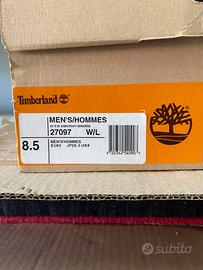 Timberland
MEN'S/HOMMES
27097 W/L
8.5
MEN'S/HOMMES
subito